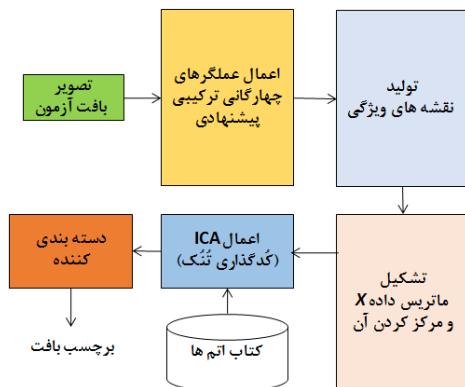 تصویر
بافت آزمون
اعمال عملگرهای
چهارگانی ترکیبی
پیشنهادی
تولید
نقشه های ویژگی
تشکیل
ماتریس داده X
و مرکز کردن آن
اعمال ICA
(کُدگذاری تُنُک)
کتاب اتم ها
دسته بندی
کننده
برچسب بافت